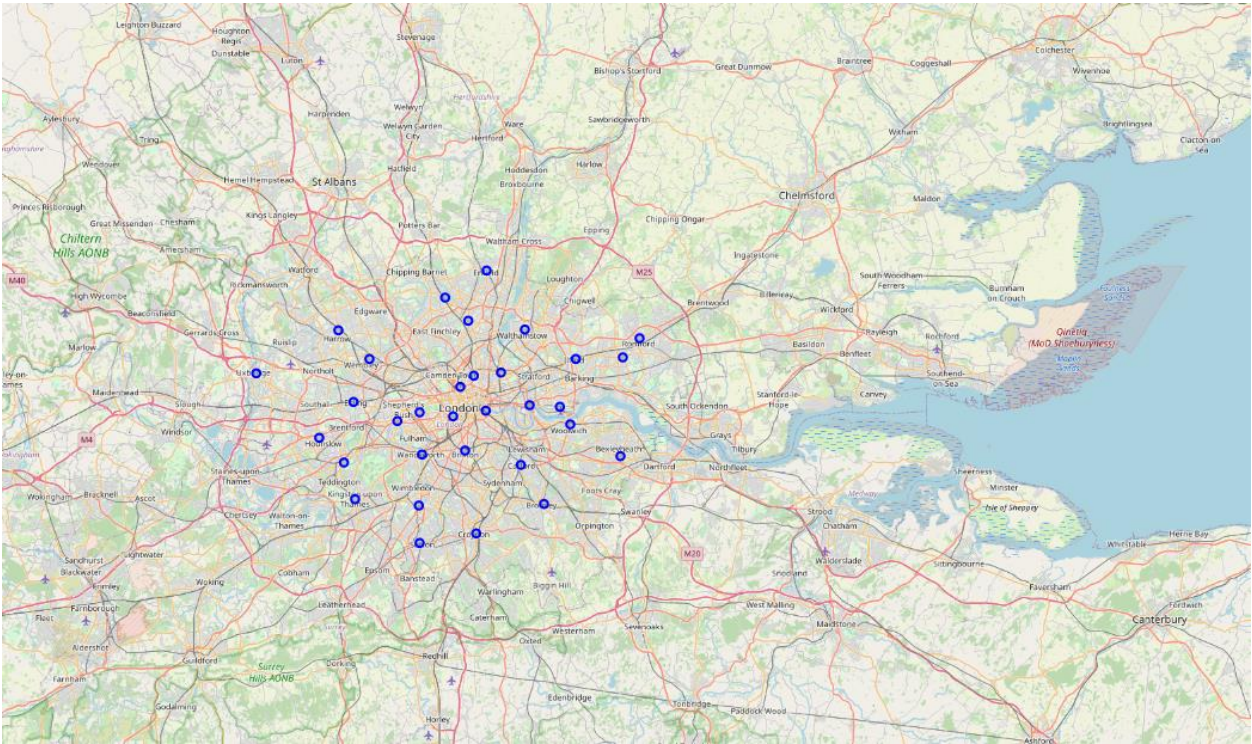 Leighton-Buzzard
Houghton
Regis
Dunstable
Luton
Stevenage
Bishop's Stortford
Great Dunmow
Braintree
Coggeshall
Colchester
Wivenhoe
Aylesbury
Tring
Wendover
Harpenden
Welwyn
Welwyn Garden
City
Hertfordshire
Ware
Hertford
Sawbridgeworth
Witham
Brightlingsea
Clacton-on
Sea
Hatfield
Hoddesdon
Broxbourne
Harlow
Hemel Hempstead
St Albans
Chelmsford
Maldon
Princes Risborough
Great Missenden
Chesham
Kings Langley
Potters Bar
Chipping Ongar
Chiltern
Hills AONB
Amersham
Waltham Cross
Epping
Ingatestone
M40
Watford
Chipping Barnet
Loughton
M25
South Woodham
Ferrers
Burnham
on Crouch
Foulness
Sands
High Wycombe
Rickmansworth
Chigwell
Brentwood
Billericay
Wickford
Beaconsfield
Edgware
Gerrards Cross
East Finchley
Walthamstow
Rayleigh
Rochford
Qinetiq
(MoD Shoeburyness)
Marlow
Ruislip
Harrow
Romford
Basildon
Benfleet
Maplin
Sands
Northolt
Wembley
Camden Town
Stratford
Barking
Southend-
on-Sea
Maidenhead
Slough
Southall
Ealing
Shepherd's
Bush
London
South Ockendon
Stanford-le-
Hope
Canvey
M4
Windsor
Brentford
Fulham
Woolwich
Grays
Tilbury
Hounslow
Wandsworth
Brixton
Lewisham
Bexleyheath
Dartford
Northfleet
Staines-upon-
Thames
Teddington
Catford
Sheerness
Wokingham
Bracknell
Ascot
Kingston upon
Thames
Wimbledon
Sydenham
Foots Cray
Medway
Minster
Isle of Sheppey
Chertsey
Walton-on-
Thames
Bromley
Swanley
Strood
Chatham
Orpington
Croydon
Whitstable
Herne Bay
Sandhurst
Lightwater
Blackwater
Sutton
Epsom
M20
Walderslade
Sittingbourne
Cobham
Banstead
Biggin Hill
Snodland
Faversham
Frimley
Woking
Warlingham
Fordwich
Farnborough
Fleet
Leatherhead
Caterham
West Malling
Canterbury
Westerham
Sevenoaks
Maidstone
Aldershot
Oxted
Guildford
Dorking
Redhill
Surrey
Hills AONB
Farnham
Godalming
Edenbridge
Tonbridge
Paddock Wood
Horley
Ashford